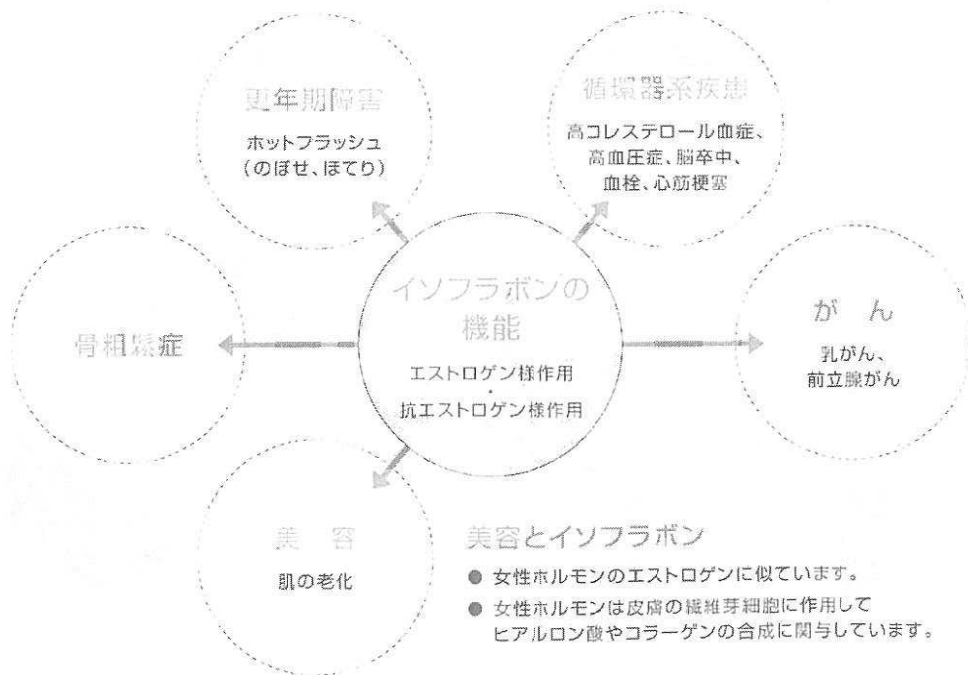 更年期障害
ホットフラッシュ
(のぼせ、ほてり)
循環器系疾患
高コレステロール血症、
高血圧症、脳卒中、
血栓、心筋梗塞
イソフラボンの
機能
エストロゲン様作用
・
抗エストロゲン様作用
骨粗鬆症
が ん
乳がん、
前立腺がん
美 容
肌の老化
美容とイソフラボン
● 女性ホルモンのエストロゲンに似ています。
● 女性ホルモンは皮膚の繊維芽細胞に作用して
ヒアルロン酸やコラーゲンの合成に関与しています。